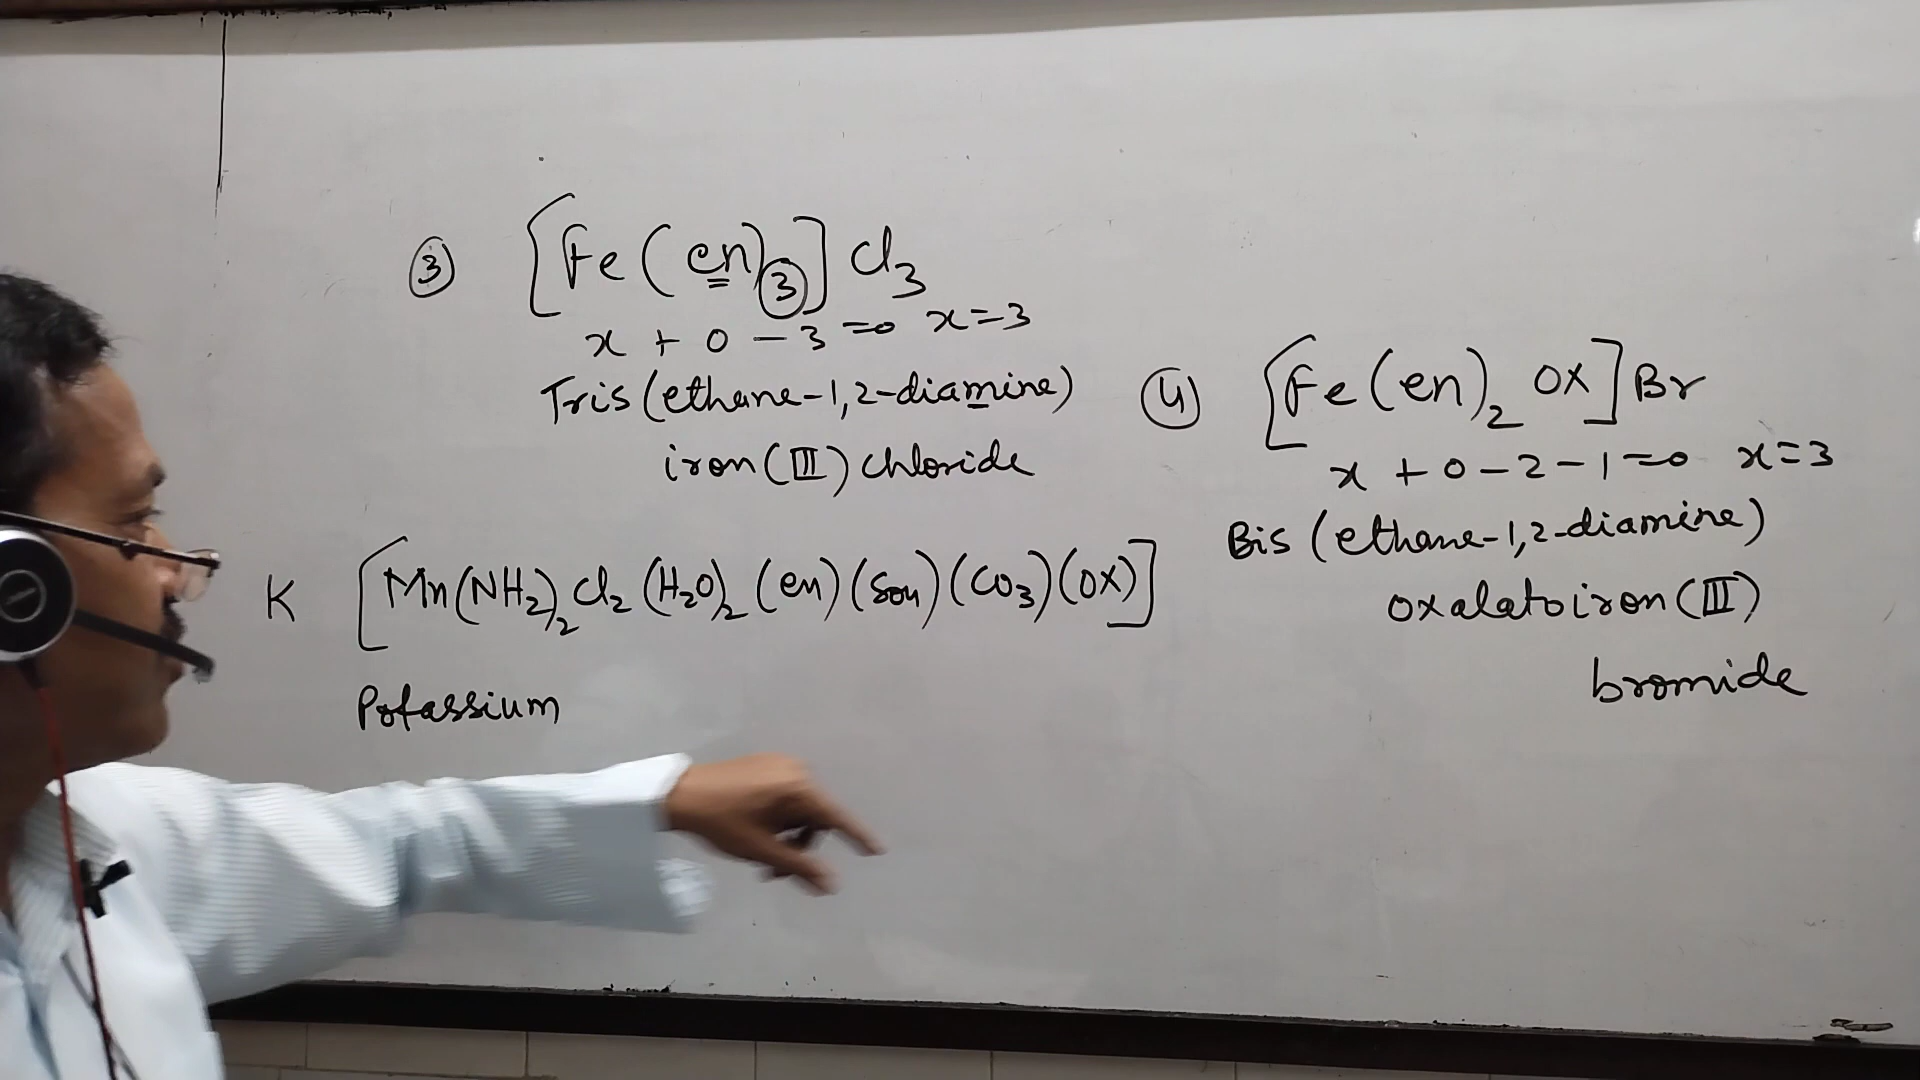 ③ [Fe(en)₃]Cl₃
x + 0 - 3 = 0 x = 3
Tris (ethane-1,2-diamine)
iron (III) chloride
④ [Fe(en)₂ OX] Br
x + 0 - 2 - 1 = 0 x = 3
Bis (ethane-1,2-diamine)
oxalatoiron (III)
bromide
K [Mn(NH₂)₂ Cl₂ (H₂O)₂ (en) (SO₄) (CO₃) (OX)]
Potassium